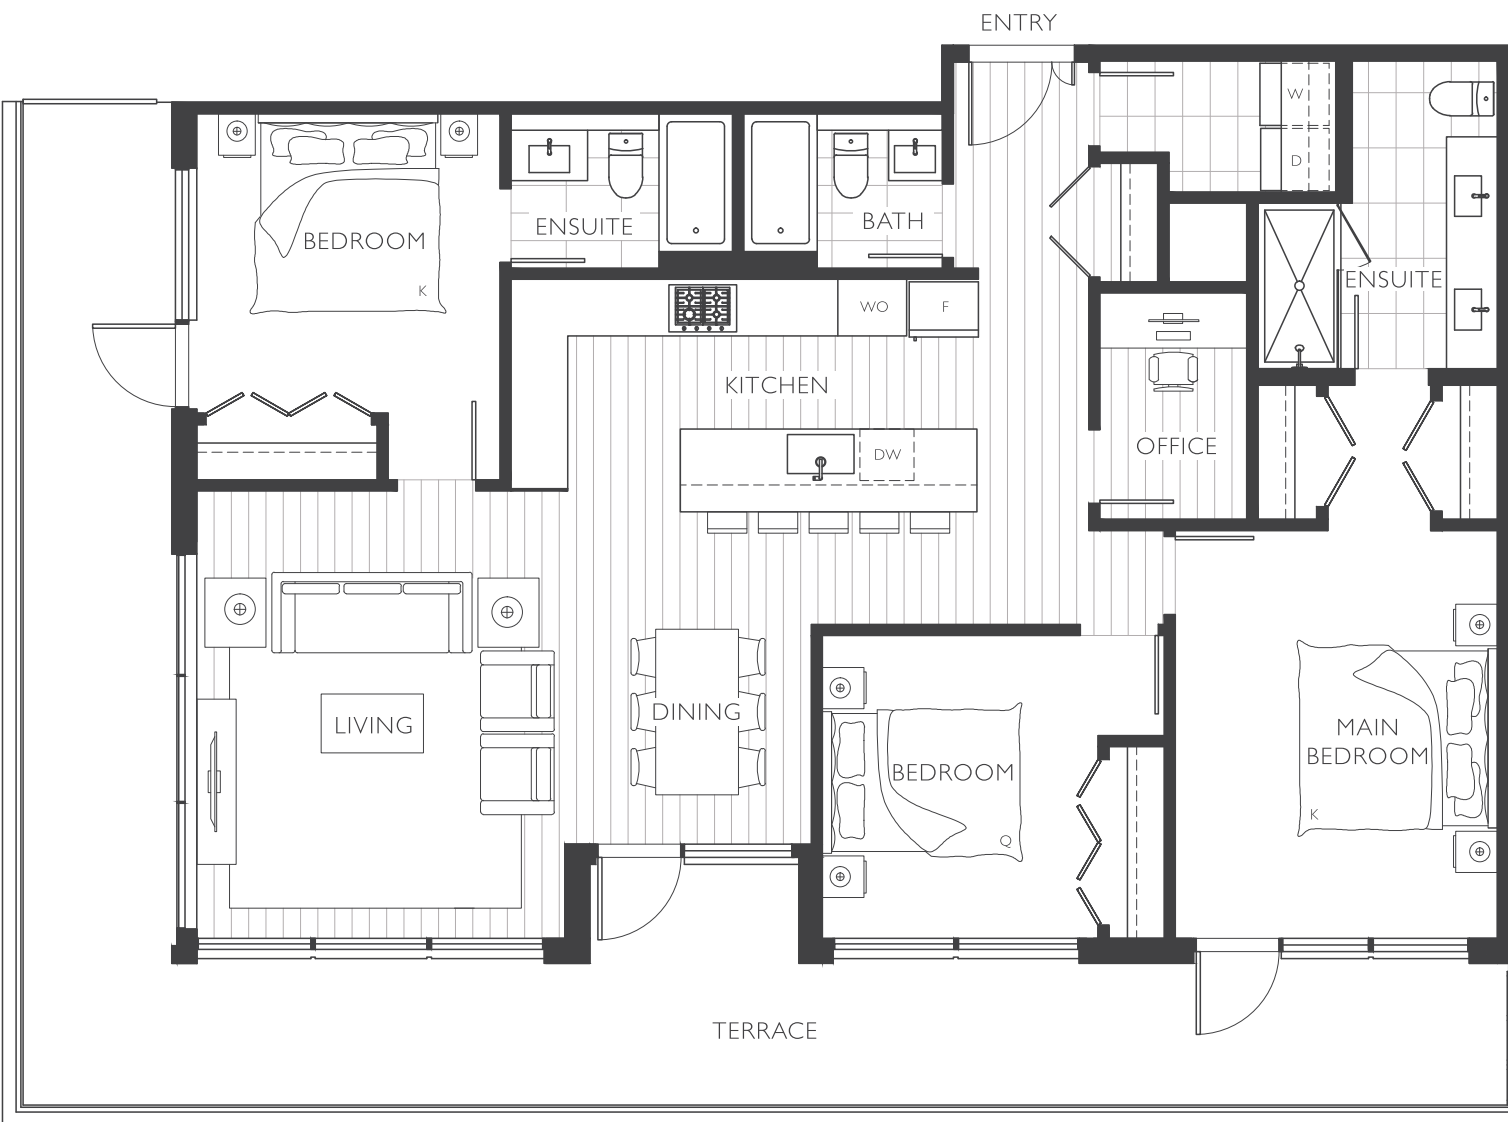 ENTRY
W
D
BEDROOM
K
ENSUITE
BATH
ENSUITE
WO
F
KITCHEN
DW
OFFICE
LIVING
DINING
BEDROOM
Q
MAIN
BEDROOM
K
TERRACE